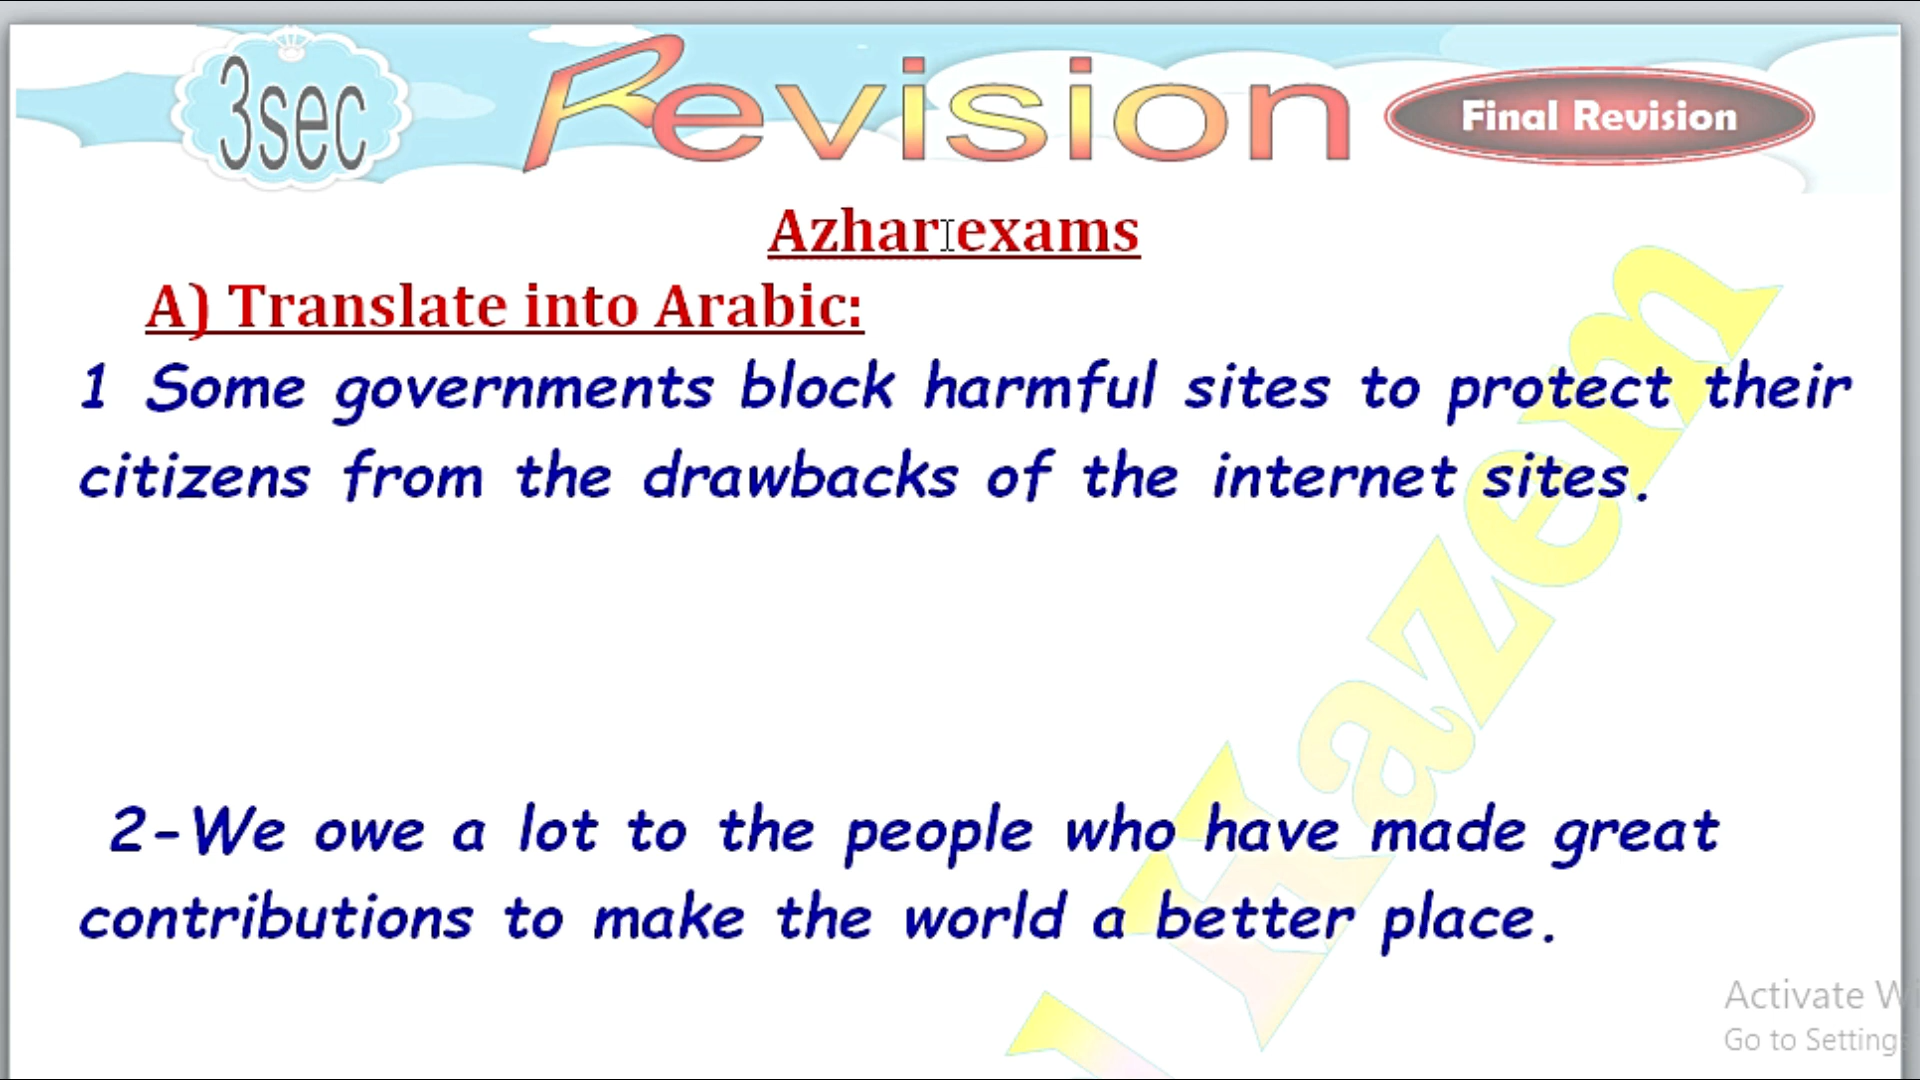 3sec
Revision
Final Revision
Azhar exams
A) Translate into Arabic:
1 Some governments block harmful sites to protect their
citizens from the drawbacks of the internet sites.
2-We owe a lot to the people who have made great
contributions to make the world a better place.
Hazem
Activate Wi
Go to Setting